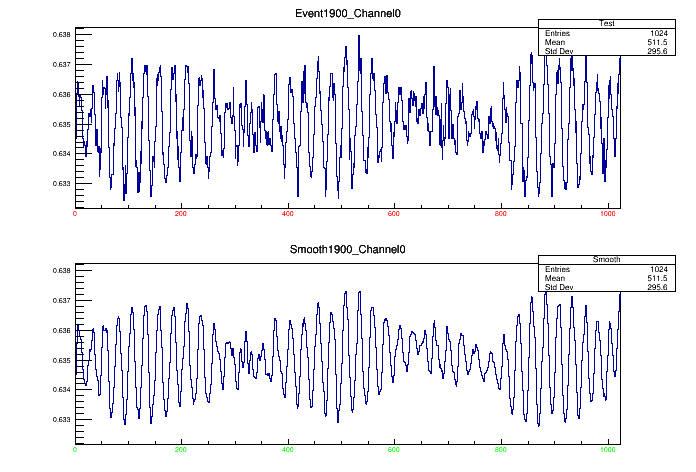 Event1900_Channel0
Test
Entries 1024
Mean 511.5
Std Dev 295.6
0.638
0.637
0.636
0.635
0.634
0.633
0 200 400 600 800 1000
Smooth1900_Channel0
Smooth
Entries 1024
Mean 511.5
Std Dev 295.6
0.638
0.637
0.636
0.635
0.634
0.633
0 200 400 600 800 1000